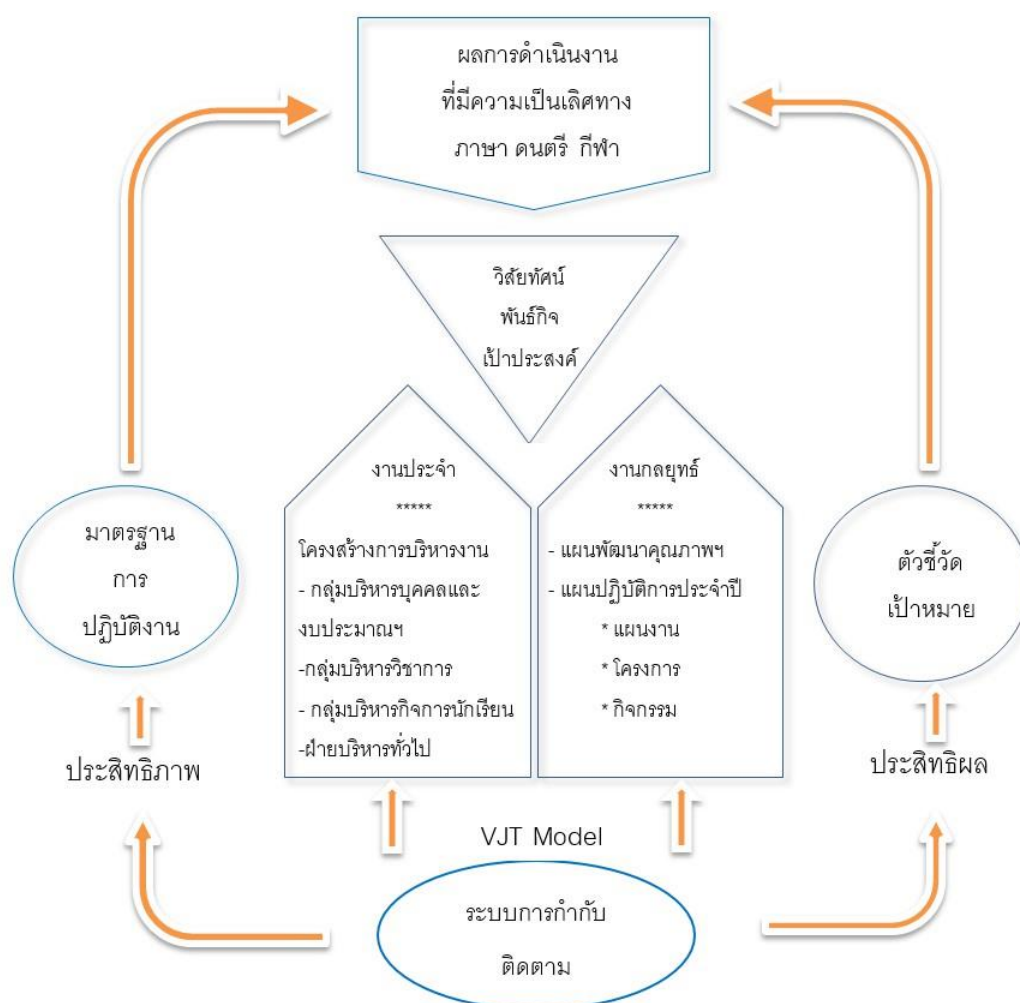 ผลการดำเนินงาน
ที่มีความเป็นเลิศทาง
ภาษา ดนตรี กีฬา
วิสัยทัศน์
พันธ์กิจ
เป้าประสงค์
งานประจำ
*****
โครงสร้างการบริหารงาน
- กลุ่มบริหารบุคคลและ
งบประมาณฯ
-กลุ่มบริหารวิชาการ
- กลุ่มบริหารกิจการนักเรียน
-ฝ่ายบริหารทั่วไป
งานกลยุทธ์
*****
- แผนพัฒนาคุณภาพฯ
- แผนปฏิบัติการประจำปี
* แผนงาน
* โครงการ
* กิจกรรม
มาตรฐาน
การ
ปฏิบัติงาน
ตัวชี้วัด
เป้าหมาย
ประสิทธิภาพ
ประสิทธิผล
VJT Model
ระบบการกำกับ
ติดตาม